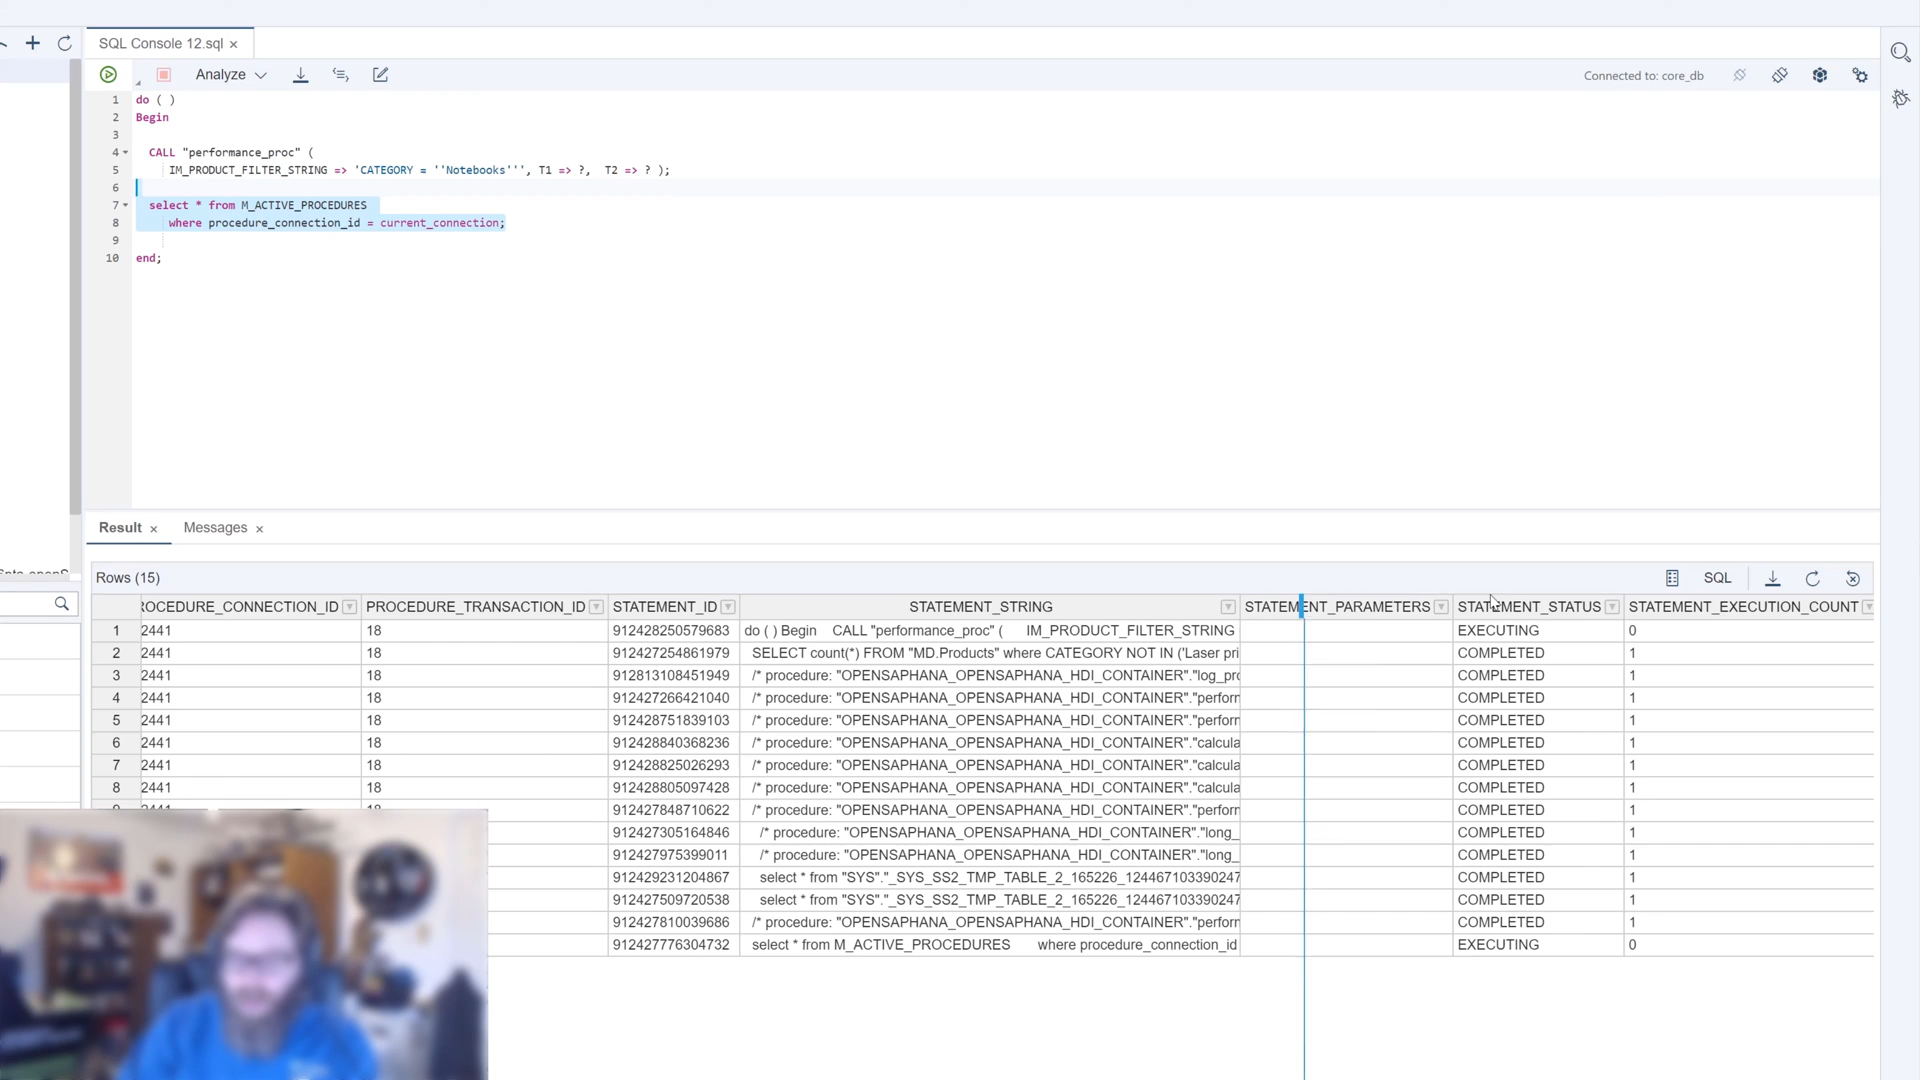 SQL Console 12.sql ×
Analyze
Connected to: core_db
1 do ( )
2 Begin
3
4 CALL "performance_proc" (
5 IM_PRODUCT_FILTER_STRING => 'CATEGORY = ''Notebooks''', T1 => ?, T2 => ? );
6
7 select * from M_ACTIVE_PROCEDURES
8 where procedure_connection_id = current_connection;
9
10 end;
Result × Messages ×
Rows (15) SQL
ROCEDURE_CONNECTION_ID PROCEDURE_TRANSACTION_ID STATEMENT_ID STATEMENT_STRING STATEMENT_PARAMETERS STATEMENT_STATUS STATEMENT_EXECUTION_COUNT
1 2441 18 912428250579683 do ( ) Begin CALL "performance_proc" ( IM_PRODUCT_FILTER_STRING EXECUTING 0
2 2441 18 912427254861979 SELECT count(*) FROM "MD.Products" where CATEGORY NOT IN ('Laser pri COMPLETED 1
3 2441 18 912813108451949 /* procedure: "OPENSAPHANA_OPENSAPHANA_HDI_CONTAINER"."log_pro COMPLETED 1
4 2441 18 912427266421040 /* procedure: "OPENSAPHANA_OPENSAPHANA_HDI_CONTAINER"."perforn COMPLETED 1
5 2441 18 912428751839103 /* procedure: "OPENSAPHANA_OPENSAPHANA_HDI_CONTAINER"."perforn COMPLETED 1
6 2441 18 912428840368236 /* procedure: "OPENSAPHANA_OPENSAPHANA_HDI_CONTAINER"."calcula COMPLETED 1
7 2441 18 912428825026293 /* procedure: "OPENSAPHANA_OPENSAPHANA_HDI_CONTAINER"."calcula COMPLETED 1
8 2441 18 912428805097428 /* procedure: "OPENSAPHANA_OPENSAPHANA_HDI_CONTAINER"."calcula COMPLETED 1
912427848710622 /* procedure: "OPENSAPHANA_OPENSAPHANA_HDI_CONTAINER"."perforn COMPLETED 1
912427305164846 /* procedure: "OPENSAPHANA_OPENSAPHANA_HDI_CONTAINER"."long_ COMPLETED 1
912427975399011 /* procedure: "OPENSAPHANA_OPENSAPHANA_HDI_CONTAINER"."long_ COMPLETED 1
912429231204867 select * from "SYS"."_SYS_SS2_TMP_TABLE_2_165226_124467103390247 COMPLETED 1
912427509720538 select * from "SYS"."_SYS_SS2_TMP_TABLE_2_165226_124467103390247 COMPLETED 1
912427810039686 /* procedure: "OPENSAPHANA_OPENSAPHANA_HDI_CONTAINER"."perforn COMPLETED 1
912427776304732 select * from M_ACTIVE_PROCEDURES where procedure_connection_id EXECUTING 0